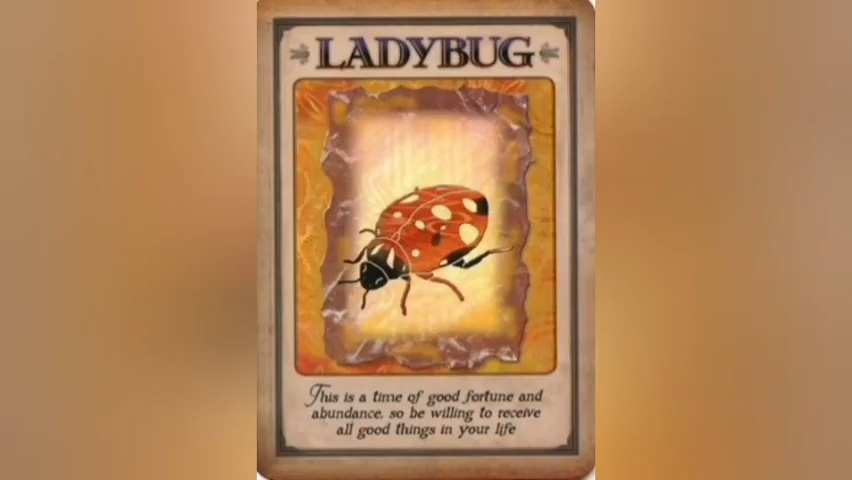 LADYBUG
This is a time of good fortune and
abundance, so be willing to receive
all good things in your life